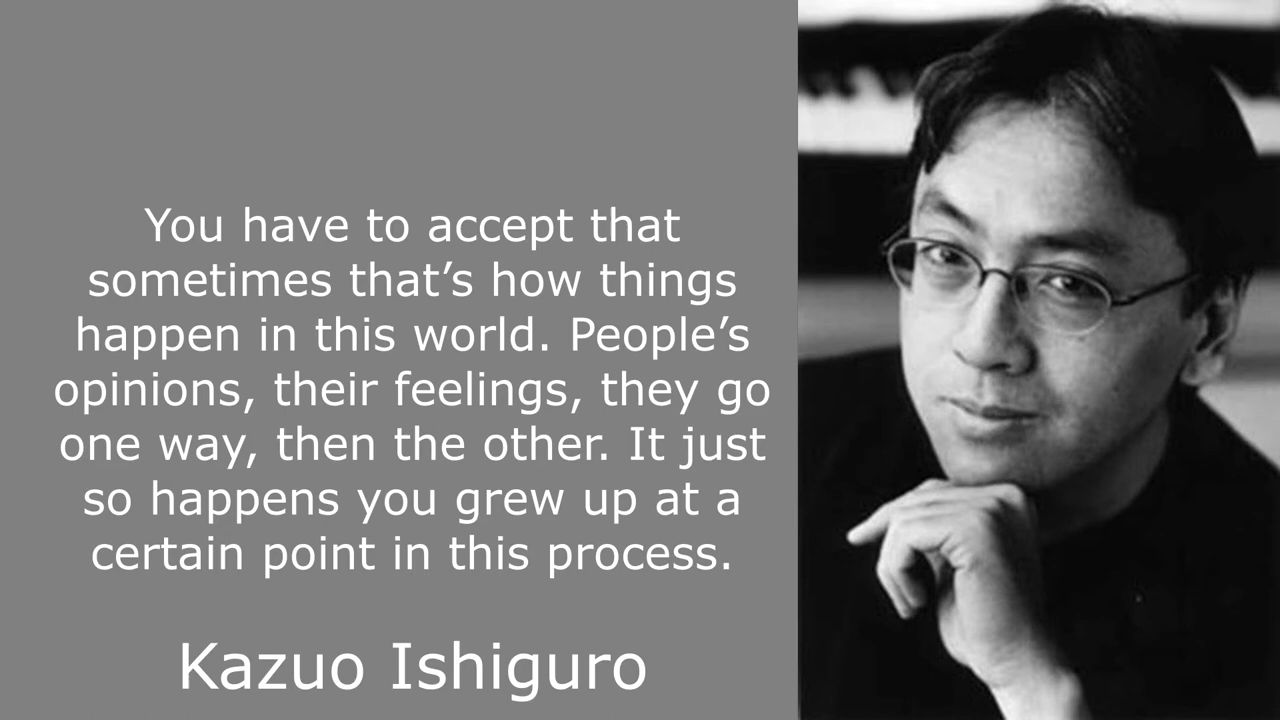 You have to accept that
sometimes that’s how things
happen in this world. People’s
opinions, their feelings, they go
one way, then the other. It just
so happens you grew up at a
certain point in this process.
Kazuo Ishiguro